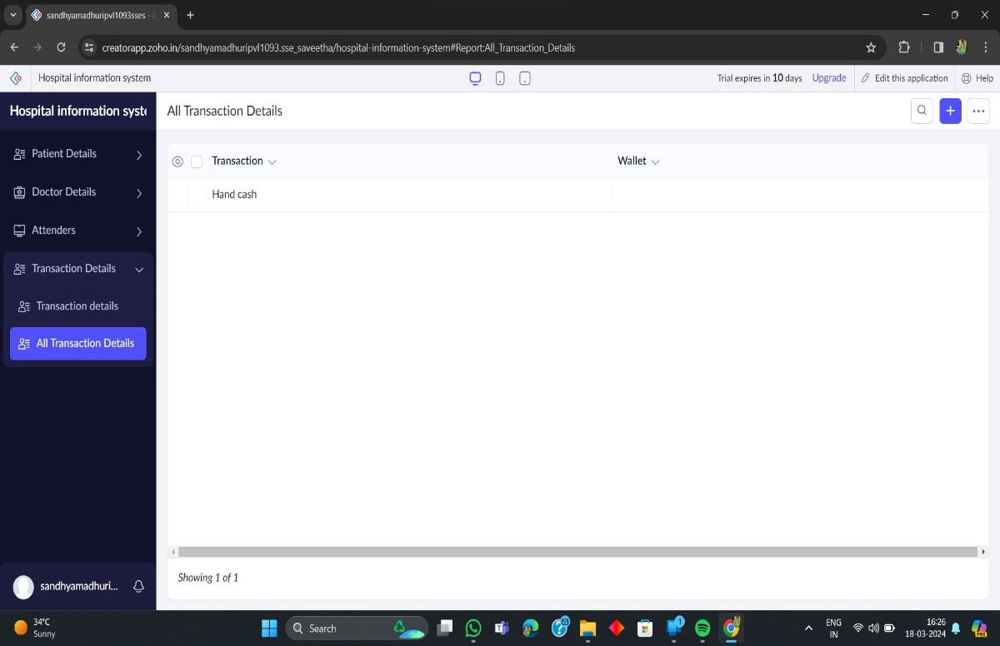 sandhyamadhuripvl1093sses -
creatorapp.zoho.in/sandhyamadhuripvl1093.sse_saveetha/hospital-information-system#Report:All_Transaction_Details
Hospital information system
Trial expires in 10 days
Upgrade
Edit this application
Help
Hospital information syste
All Transaction Details
Patient Details
Doctor Details
Attenders
Transaction Details
Transaction details
All Transaction Details
Transaction
Wallet
Hand cash
Showing 1 of 1
sandhyamadhuri...
34°C
Sunny
Search
1
ENG
IN
16:26
18-03-2024
PRE